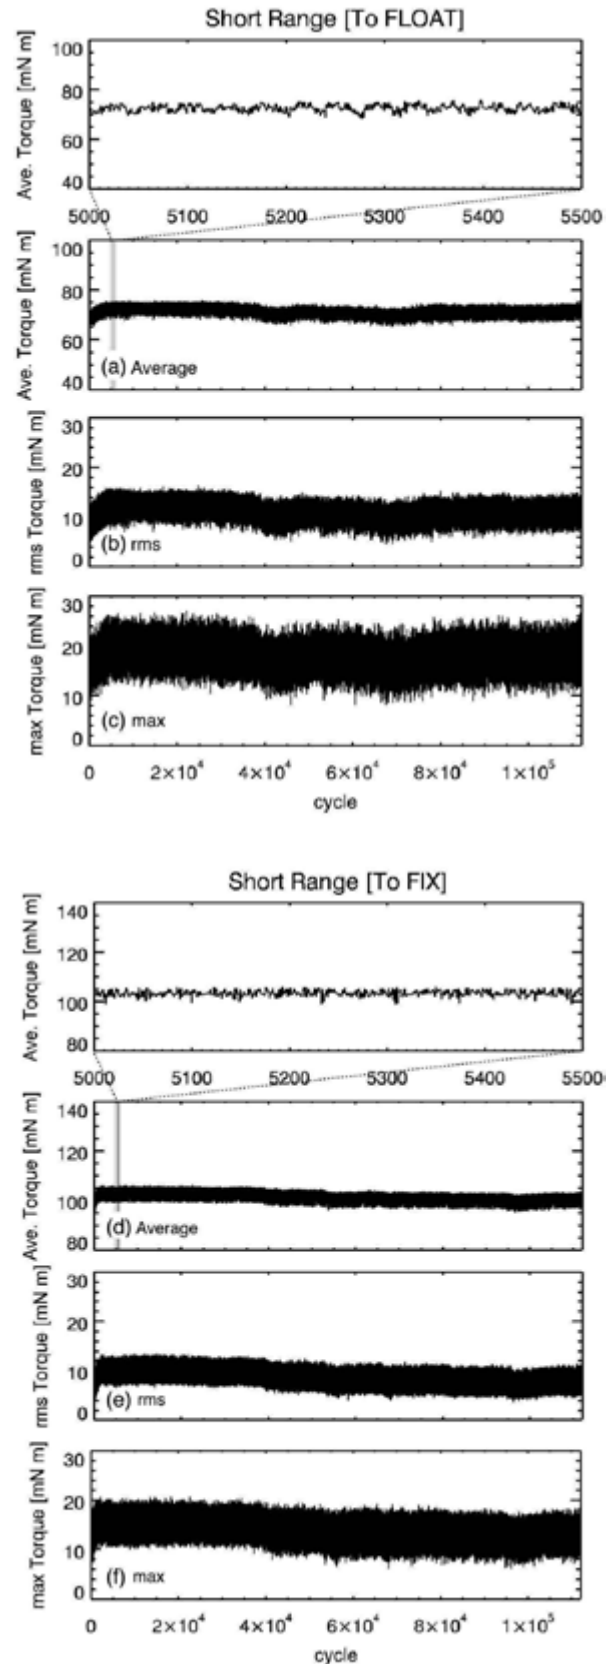 Short Range [To FLOAT]
Ave. Torque [mN m]
100
80
60
40
5000 5100 5200 5300 5400 5500
Ave. Torque [mN m]
100
80
60
40
(a) Average
rms Torque [mN m]
30
20
10
0
(b) rms
max Torque [mN m]
30
20
10
0
(c) max
0 2×10⁴ 4×10⁴ 6×10⁴ 8×10⁴ 1×10⁵
cycle
Short Range [To FIX]
Ave. Torque [mN m]
140
120
100
80
5000 5100 5200 5300 5400 5500
Ave. Torque [mN m]
140
120
100
80
(d) Average
rms Torque [mN m]
30
20
10
0
(e) rms
max Torque [mN m]
30
20
10
0
(f) max
0 2×10⁴ 4×10⁴ 6×10⁴ 8×10⁴ 1×10⁵
cycle